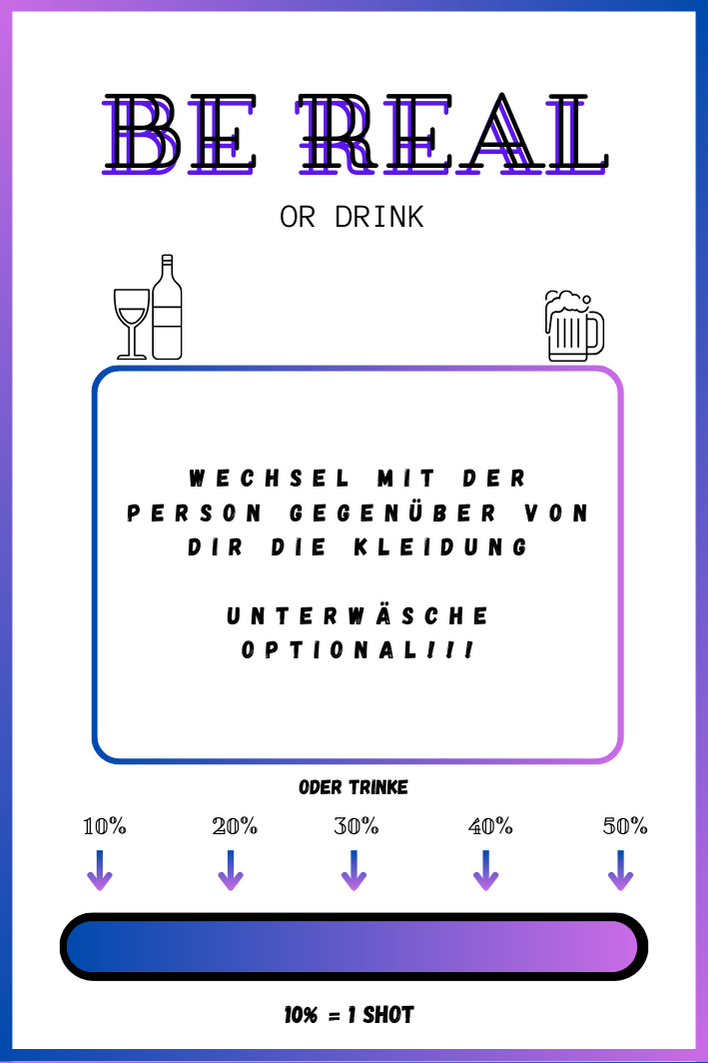 BE REAL
OR DRINK
WECHSEL MIT DER
PERSON GEGENÜBER VON
DIR DIE KLEIDUNG
UNTERWÄSCHE
OPTIONAL!!!
ODER TRINKE
10% 20% 30% 40% 50%
10% = 1 SHOT